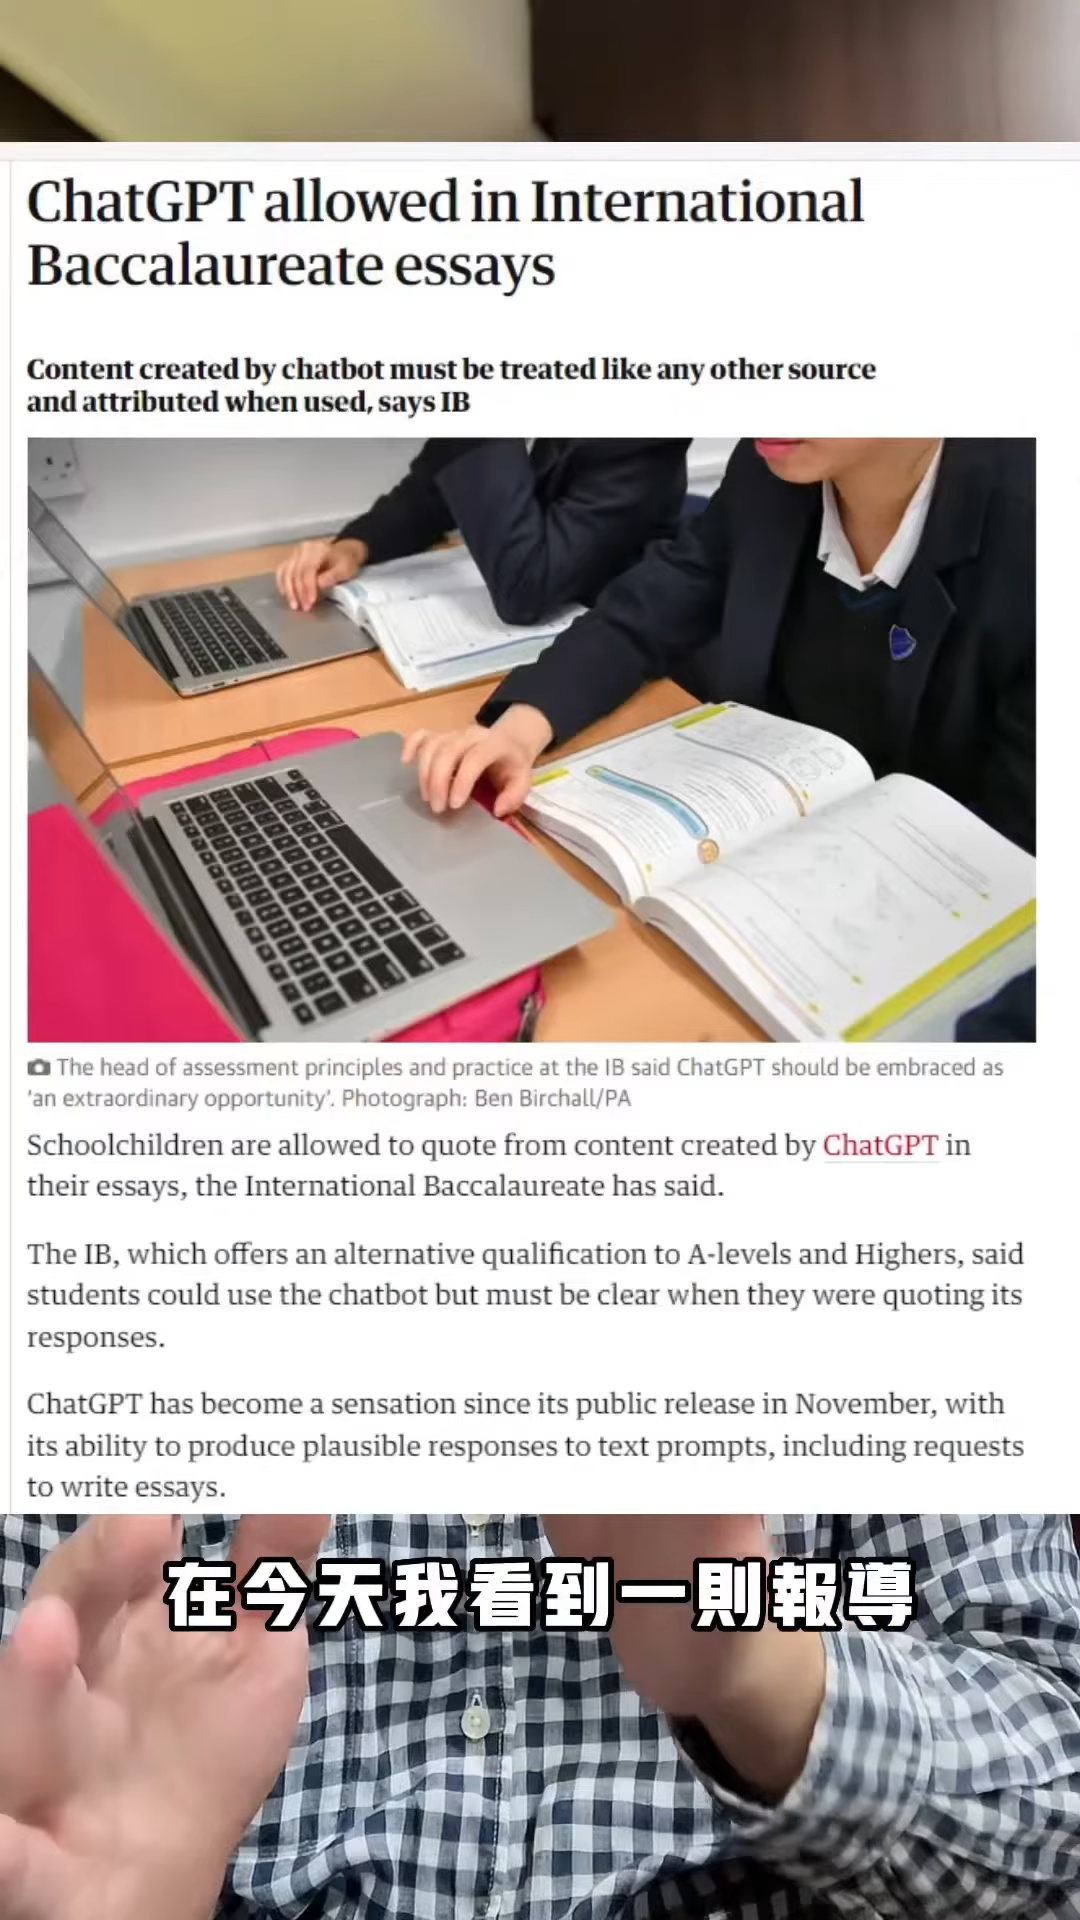 ChatGPT allowed in International
Baccalaureate essays
Content created by chatbot must be treated like any other source
and attributed when used, says IB
The head of assessment principles and practice at the IB said ChatGPT should be embraced as
'an extraordinary opportunity'. Photograph: Ben Birchall/PA
Schoolchildren are allowed to quote from content created by ChatGPT in
their essays, the International Baccalaureate has said.
The IB, which offers an alternative qualification to A-levels and Highers, said
students could use the chatbot but must be clear when they were quoting its
responses.
ChatGPT has become a sensation since its public release in November, with
its ability to produce plausible responses to text prompts, including requests
to write essays.
在今天我看到一則報導